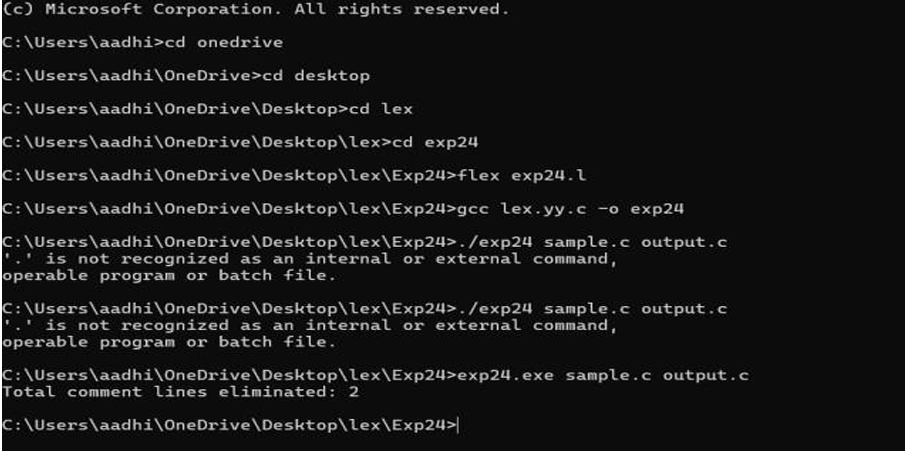 (c) Microsoft Corporation. All rights reserved.
C:\Users\aadhi>cd onedrive
C:\Users\aadhi\OneDrive>cd desktop
C:\Users\aadhi\OneDrive\Desktop>cd lex
C:\Users\aadhi\OneDrive\Desktop\lex>cd exp24
C:\Users\aadhi\OneDrive\Desktop\lex\Exp24>flex exp24.l
C:\Users\aadhi\OneDrive\Desktop\lex\Exp24>gcc lex.yy.c -o exp24
C:\Users\aadhi\OneDrive\Desktop\lex\Exp24>./exp24 sample.c output.c
'.' is not recognized as an internal or external command,
operable program or batch file.
C:\Users\aadhi\OneDrive\Desktop\lex\Exp24>./exp24 sample.c output.c
'.' is not recognized as an internal or external command,
operable program or batch file.
C:\Users\aadhi\OneDrive\Desktop\lex\Exp24>exp24.exe sample.c output.c
Total comment lines eliminated: 2
C:\Users\aadhi\OneDrive\Desktop\lex\Exp24>